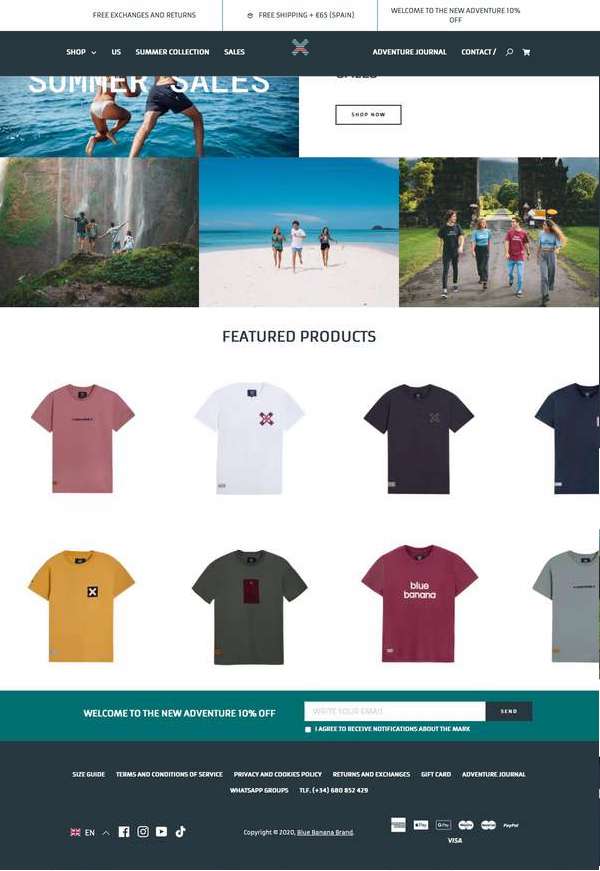 FREE EXCHANGES AND RETURNS
FREE SHIPPING + €65 (SPAIN)
WELCOME TO THE NEW ADVENTURE 10%
OFF
SHOP
US
SUMMER COLLECTION
SALES
ADVENTURE JOURNAL
CONTACT /
SUMMER SALES
SHOP NOW
FEATURED PRODUCTS
blue
banana
WELCOME TO THE NEW ADVENTURE 10% OFF
WRITE YOUR EMAIL
SEND
I AGREE TO RECEIVE NOTIFICATIONS ABOUT THE MARK
SIZE GUIDE
TERMS AND CONDITIONS OF SERVICE
PRIVACY AND COOKIES POLICY
RETURNS AND EXCHANGES
GIFT CARD
ADVENTURE JOURNAL
WHATSAPP GROUPS
TLF. (+34) 680 852 429
EN
Copyright © 2020, Blue Banana Brand.
Pay
G Pay
PayPal
VISA